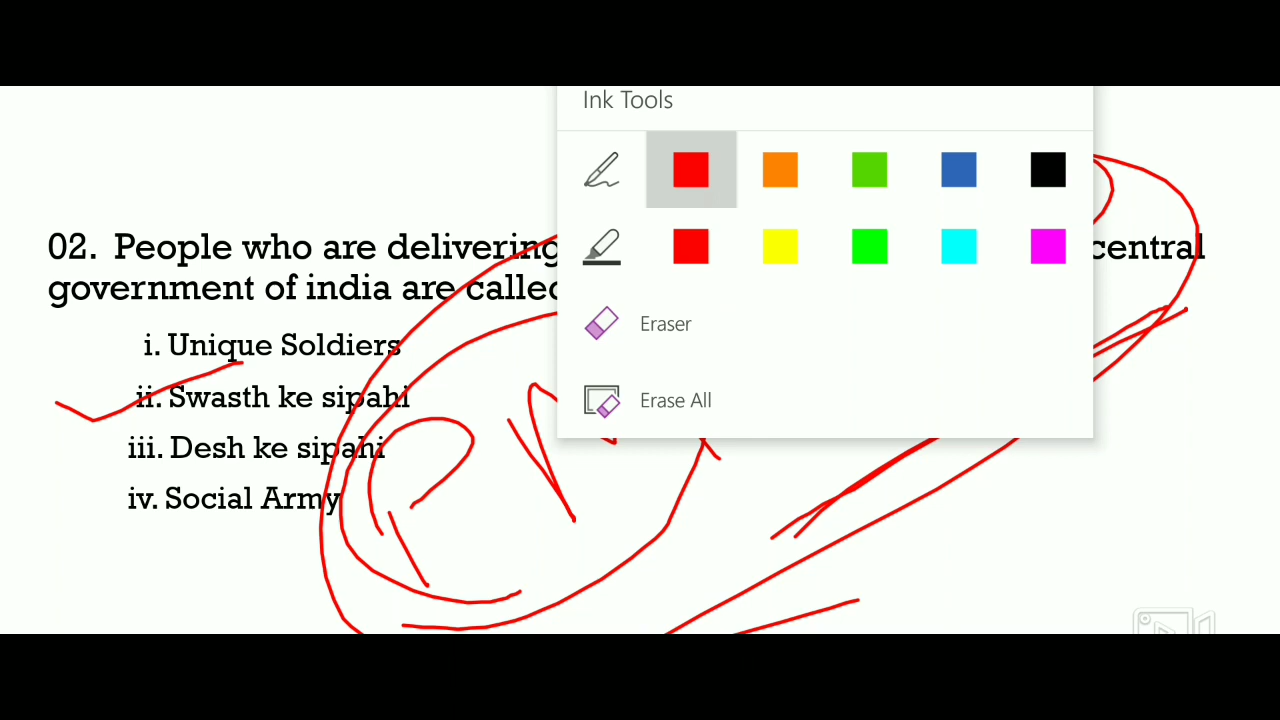 Ink Tools
02. People who are delivering central
government of india are called
i. Unique Soldiers
Eraser
ii. Swasth ke sipahi
Erase All
iii. Desh ke sipahi
iv. Social Army